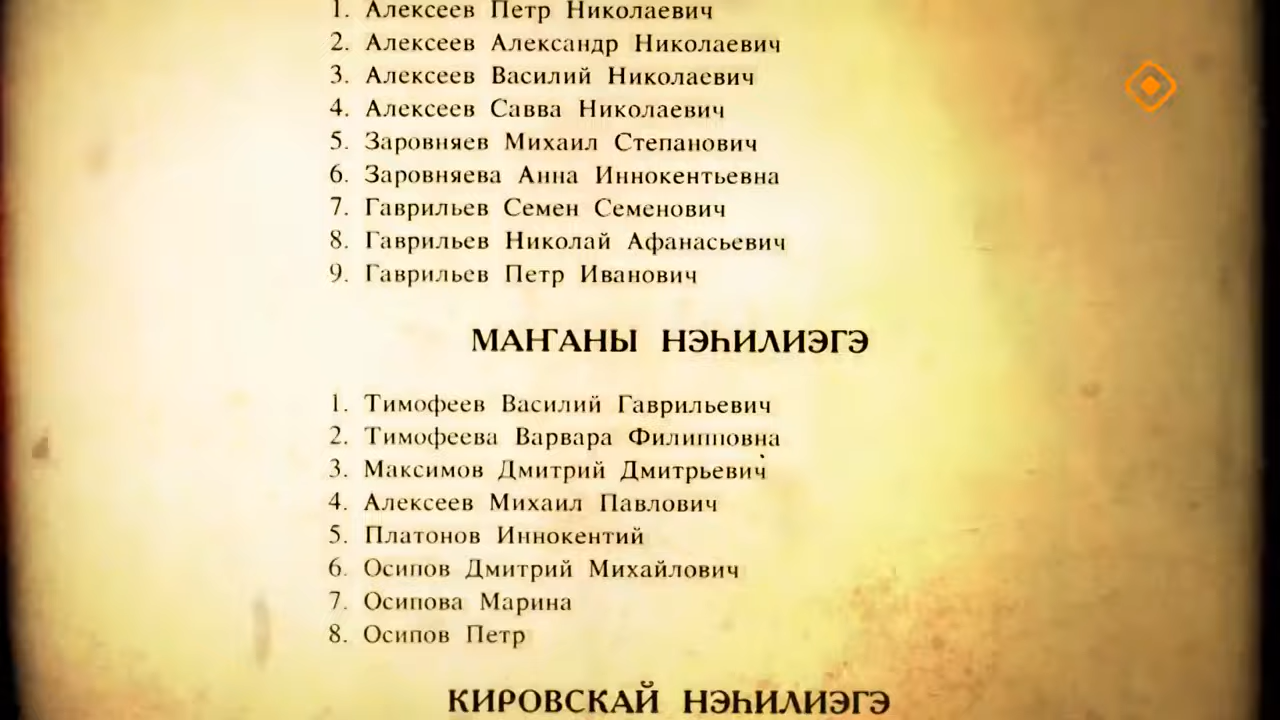 1. Алексеев Петр Николаевич
2. Алексеев Александр Николаевич
3. Алексеев Василий Николаевич
4. Алексеев Савва Николаевич
5. Заровняев Михаил Степанович
6. Заровняева Анна Иннокентьевна
7. Гаврильев Семен Семенович
8. Гаврильев Николай Афанасьевич
9. Гаврильев Петр Иванович
МАҤАНЫ НЭҺИЛИЭГЭ
1. Тимофеев Василий Гаврильевич
2. Тимофеева Варвара Филипповна
3. Максимов Дмитрий Дмитрьевич
4. Алексеев Михаил Павлович
5. Платонов Иннокентий
6. Осипов Дмитрий Михайлович
7. Осипова Марина
8. Осипов Петр
КИРОВСКАЙ НЭҺИЛИЭГЭ